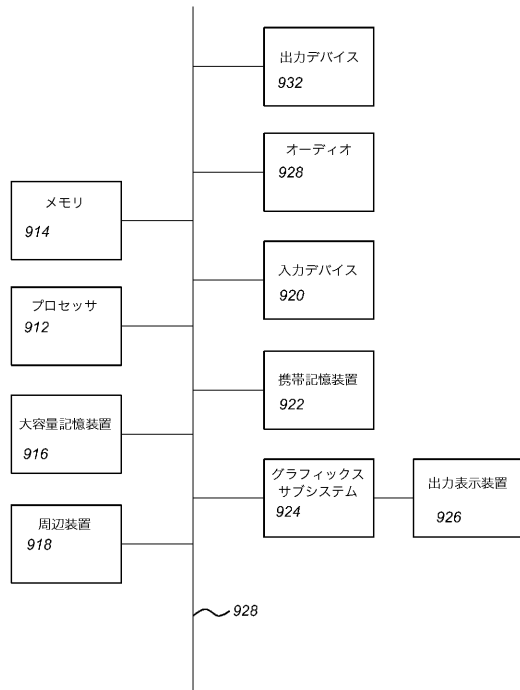 出力デバイス
932
オーディオ
928
メモリ
914
入力デバイス
920
プロセッサ
912
携帯記憶装置
922
大容量記憶装置
916
グラフィックス
サブシステム
924
出力表示装置
926
周辺装置
918
928